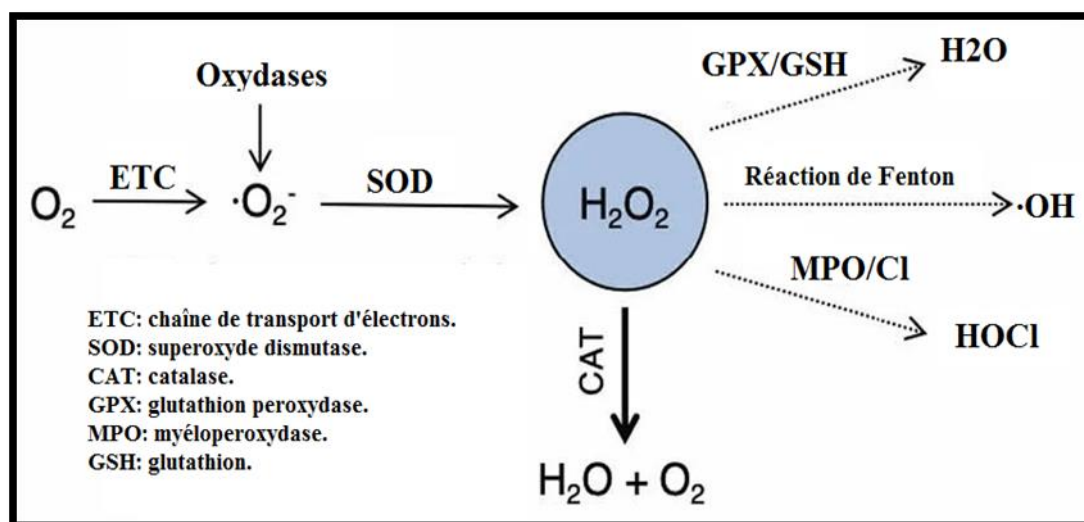 Oxydases
O₂
ETC
·O₂⁻
SOD
H₂O₂
GPX/GSH
H2O
Réaction de Fenton
·OH
MPO/Cl
HOCl
CAT
H₂O + O₂
ETC: chaîne de transport d'électrons.
SOD: superoxyde dismutase.
CAT: catalase.
GPX: glutathion peroxydase.
MPO: myéloperoxydase.
GSH: glutathion.